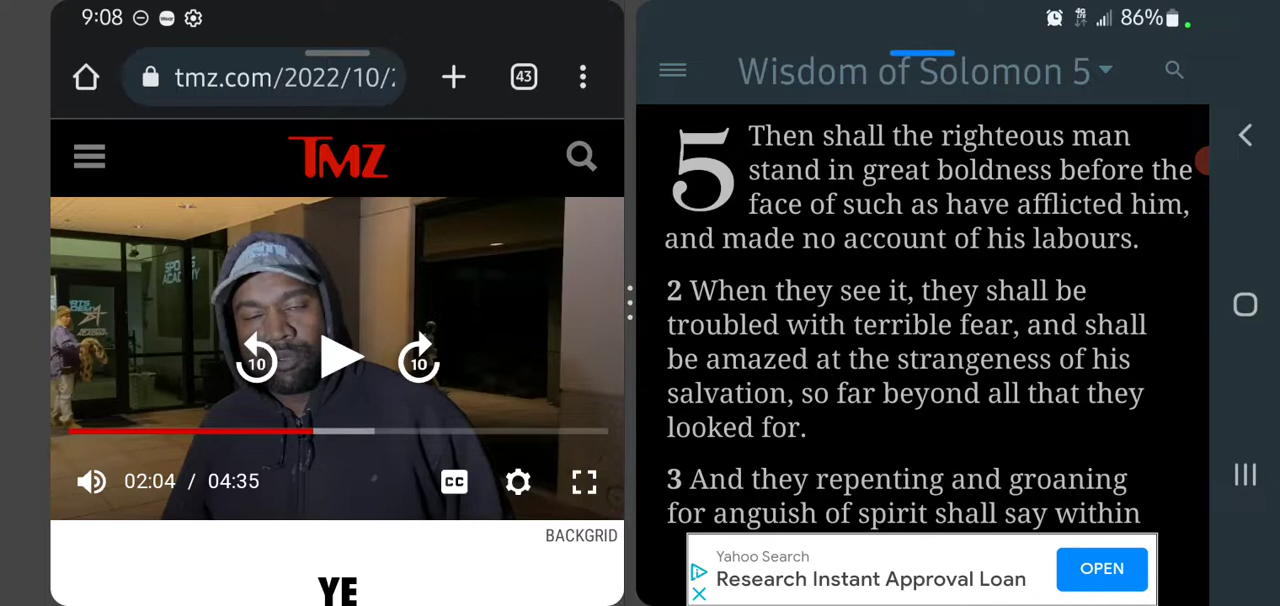 9:08
86%
tmz.com/2022/10/2
43
TMZ
SPO
ACAD
RTS
ACADEMY
10
10
02:04 / 04:35
CC
BACKGRID
YE
Wisdom of Solomon 5
5 Then shall the righteous man
stand in great boldness before the
face of such as have afflicted him,
and made no account of his labours.
2 When they see it, they shall be
troubled with terrible fear, and shall
be amazed at the strangeness of his
salvation, so far beyond all that they
looked for.
3 And they repenting and groaning
for anguish of spirit shall say within
Yahoo Search
Research Instant Approval Loan
OPEN